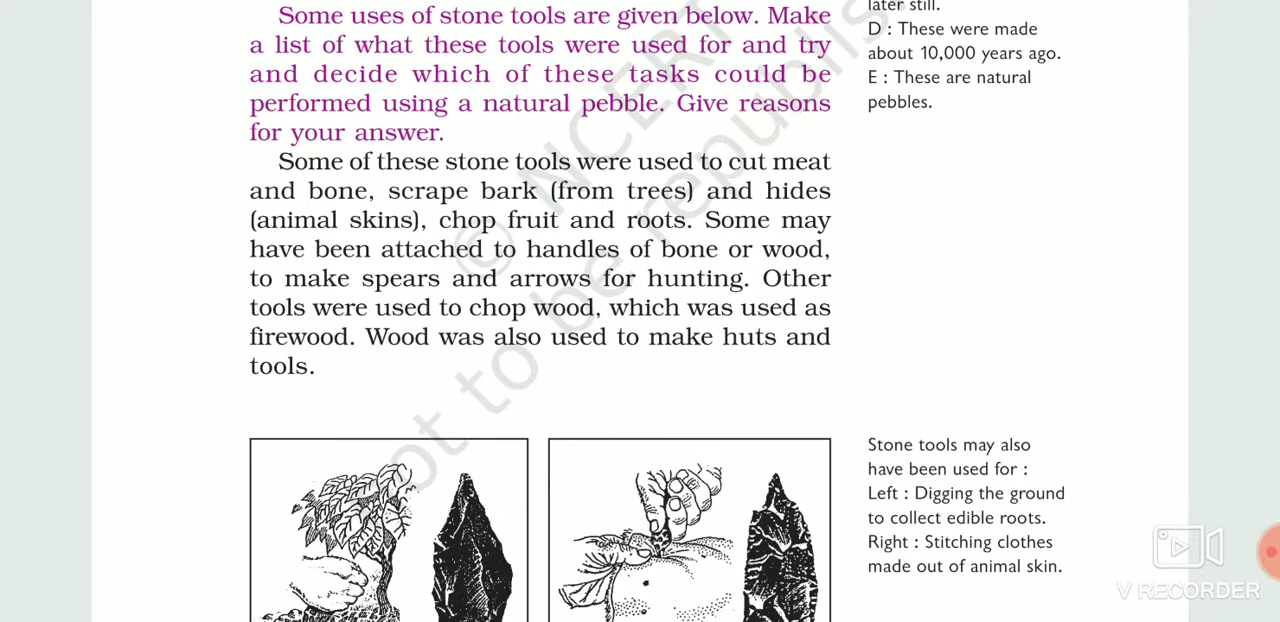 Some uses of stone tools are given below. Make
a list of what these tools were used for and try
and decide which of these tasks could be
performed using a natural pebble. Give reasons
for your answer.
Some of these stone tools were used to cut meat
and bone, scrape bark (from trees) and hides
(animal skins), chop fruit and roots. Some may
have been attached to handles of bone or wood,
to make spears and arrows for hunting. Other
tools were used to chop wood, which was used as
firewood. Wood was also used to make huts and
tools.
later still.
D : These were made
about 10,000 years ago.
E : These are natural
pebbles.
Stone tools may also
have been used for :
Left : Digging the ground
to collect edible roots.
Right : Stitching clothes
made out of animal skin.
© NCERT
not to be republis
V RECORDER